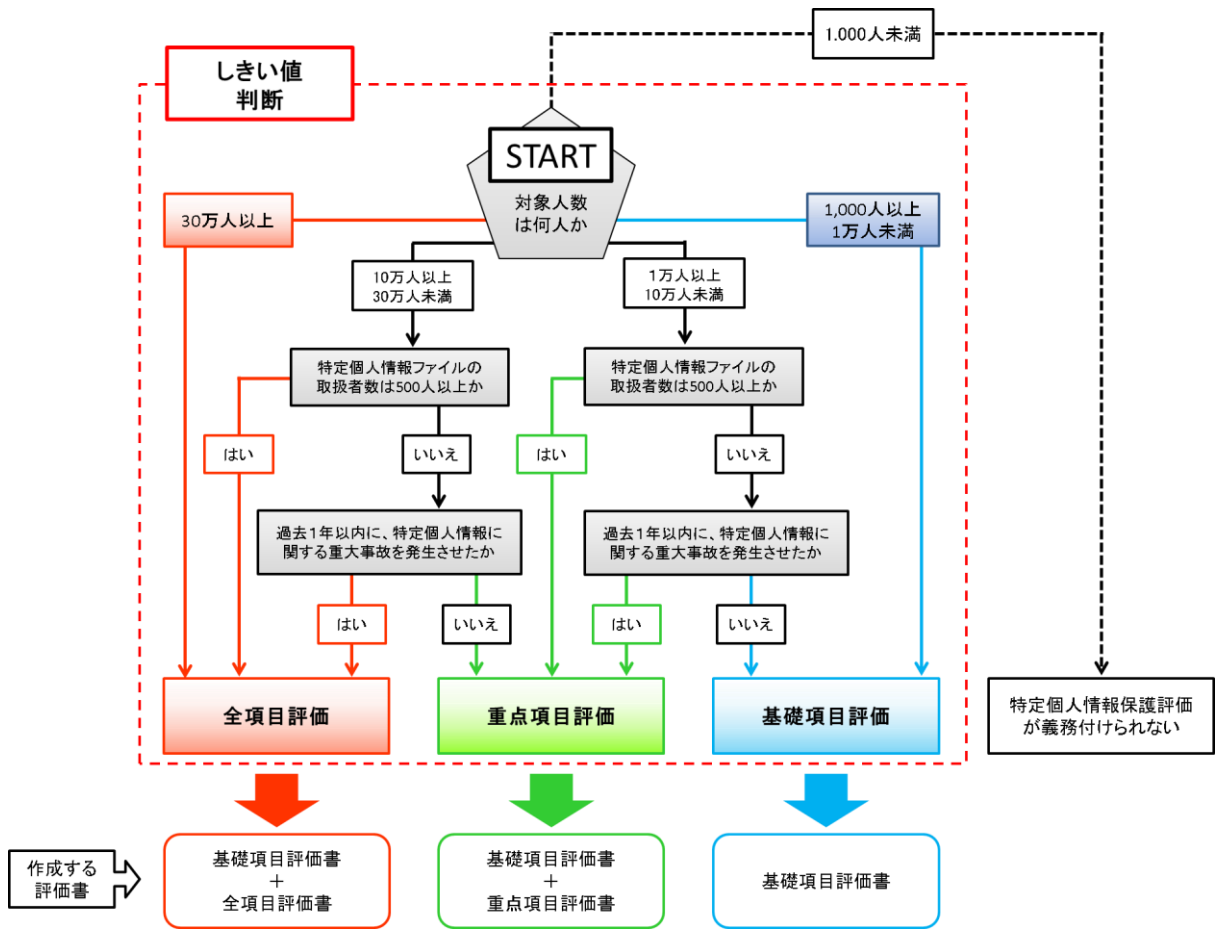 1.000人未満
しきい値
判断
START
対象人数
は何人か
30万人以上
1,000人以上
1万人未満
10万人以上
30万人未満
1万人以上
10万人未満
特定個人情報ファイルの
取扱者数は500人以上か
特定個人情報ファイルの
取扱者数は500人以上か
はい
いいえ
はい
いいえ
過去1年以内に、特定個人情報に
関する重大事故を発生させたか
過去1年以内に、特定個人情報に
関する重大事故を発生させたか
はい
いいえ
はい
いいえ
全項目評価
重点項目評価
基礎項目評価
特定個人情報保護評価
が義務付けられない
作成する
評価書
基礎項目評価書
+
全項目評価書
基礎項目評価書
+
重点項目評価書
基礎項目評価書